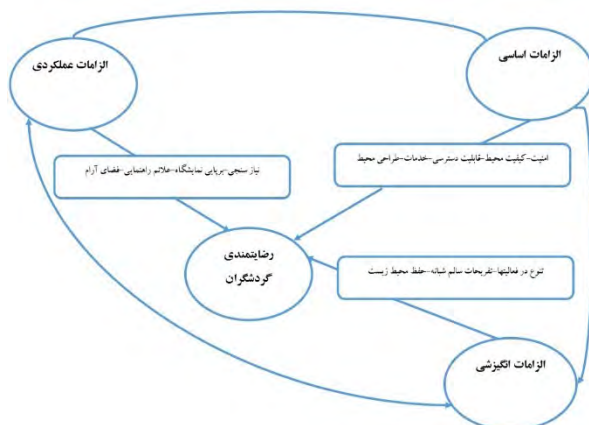 الزامات اساسی
الزامات عملکردی
امنیت-کیفیت محیط-قابلیت دسترسی-خدمات-طراحی محیط
نیاز سنجی-برپایی نمایشگاه-علائم راهنمایی-فضای آرام
رضایتمندی
گردشگران
تنوع در فعالیتها-تفریحات سالم شبانه-حفظ محیط زیست
الزامات انگیزشی